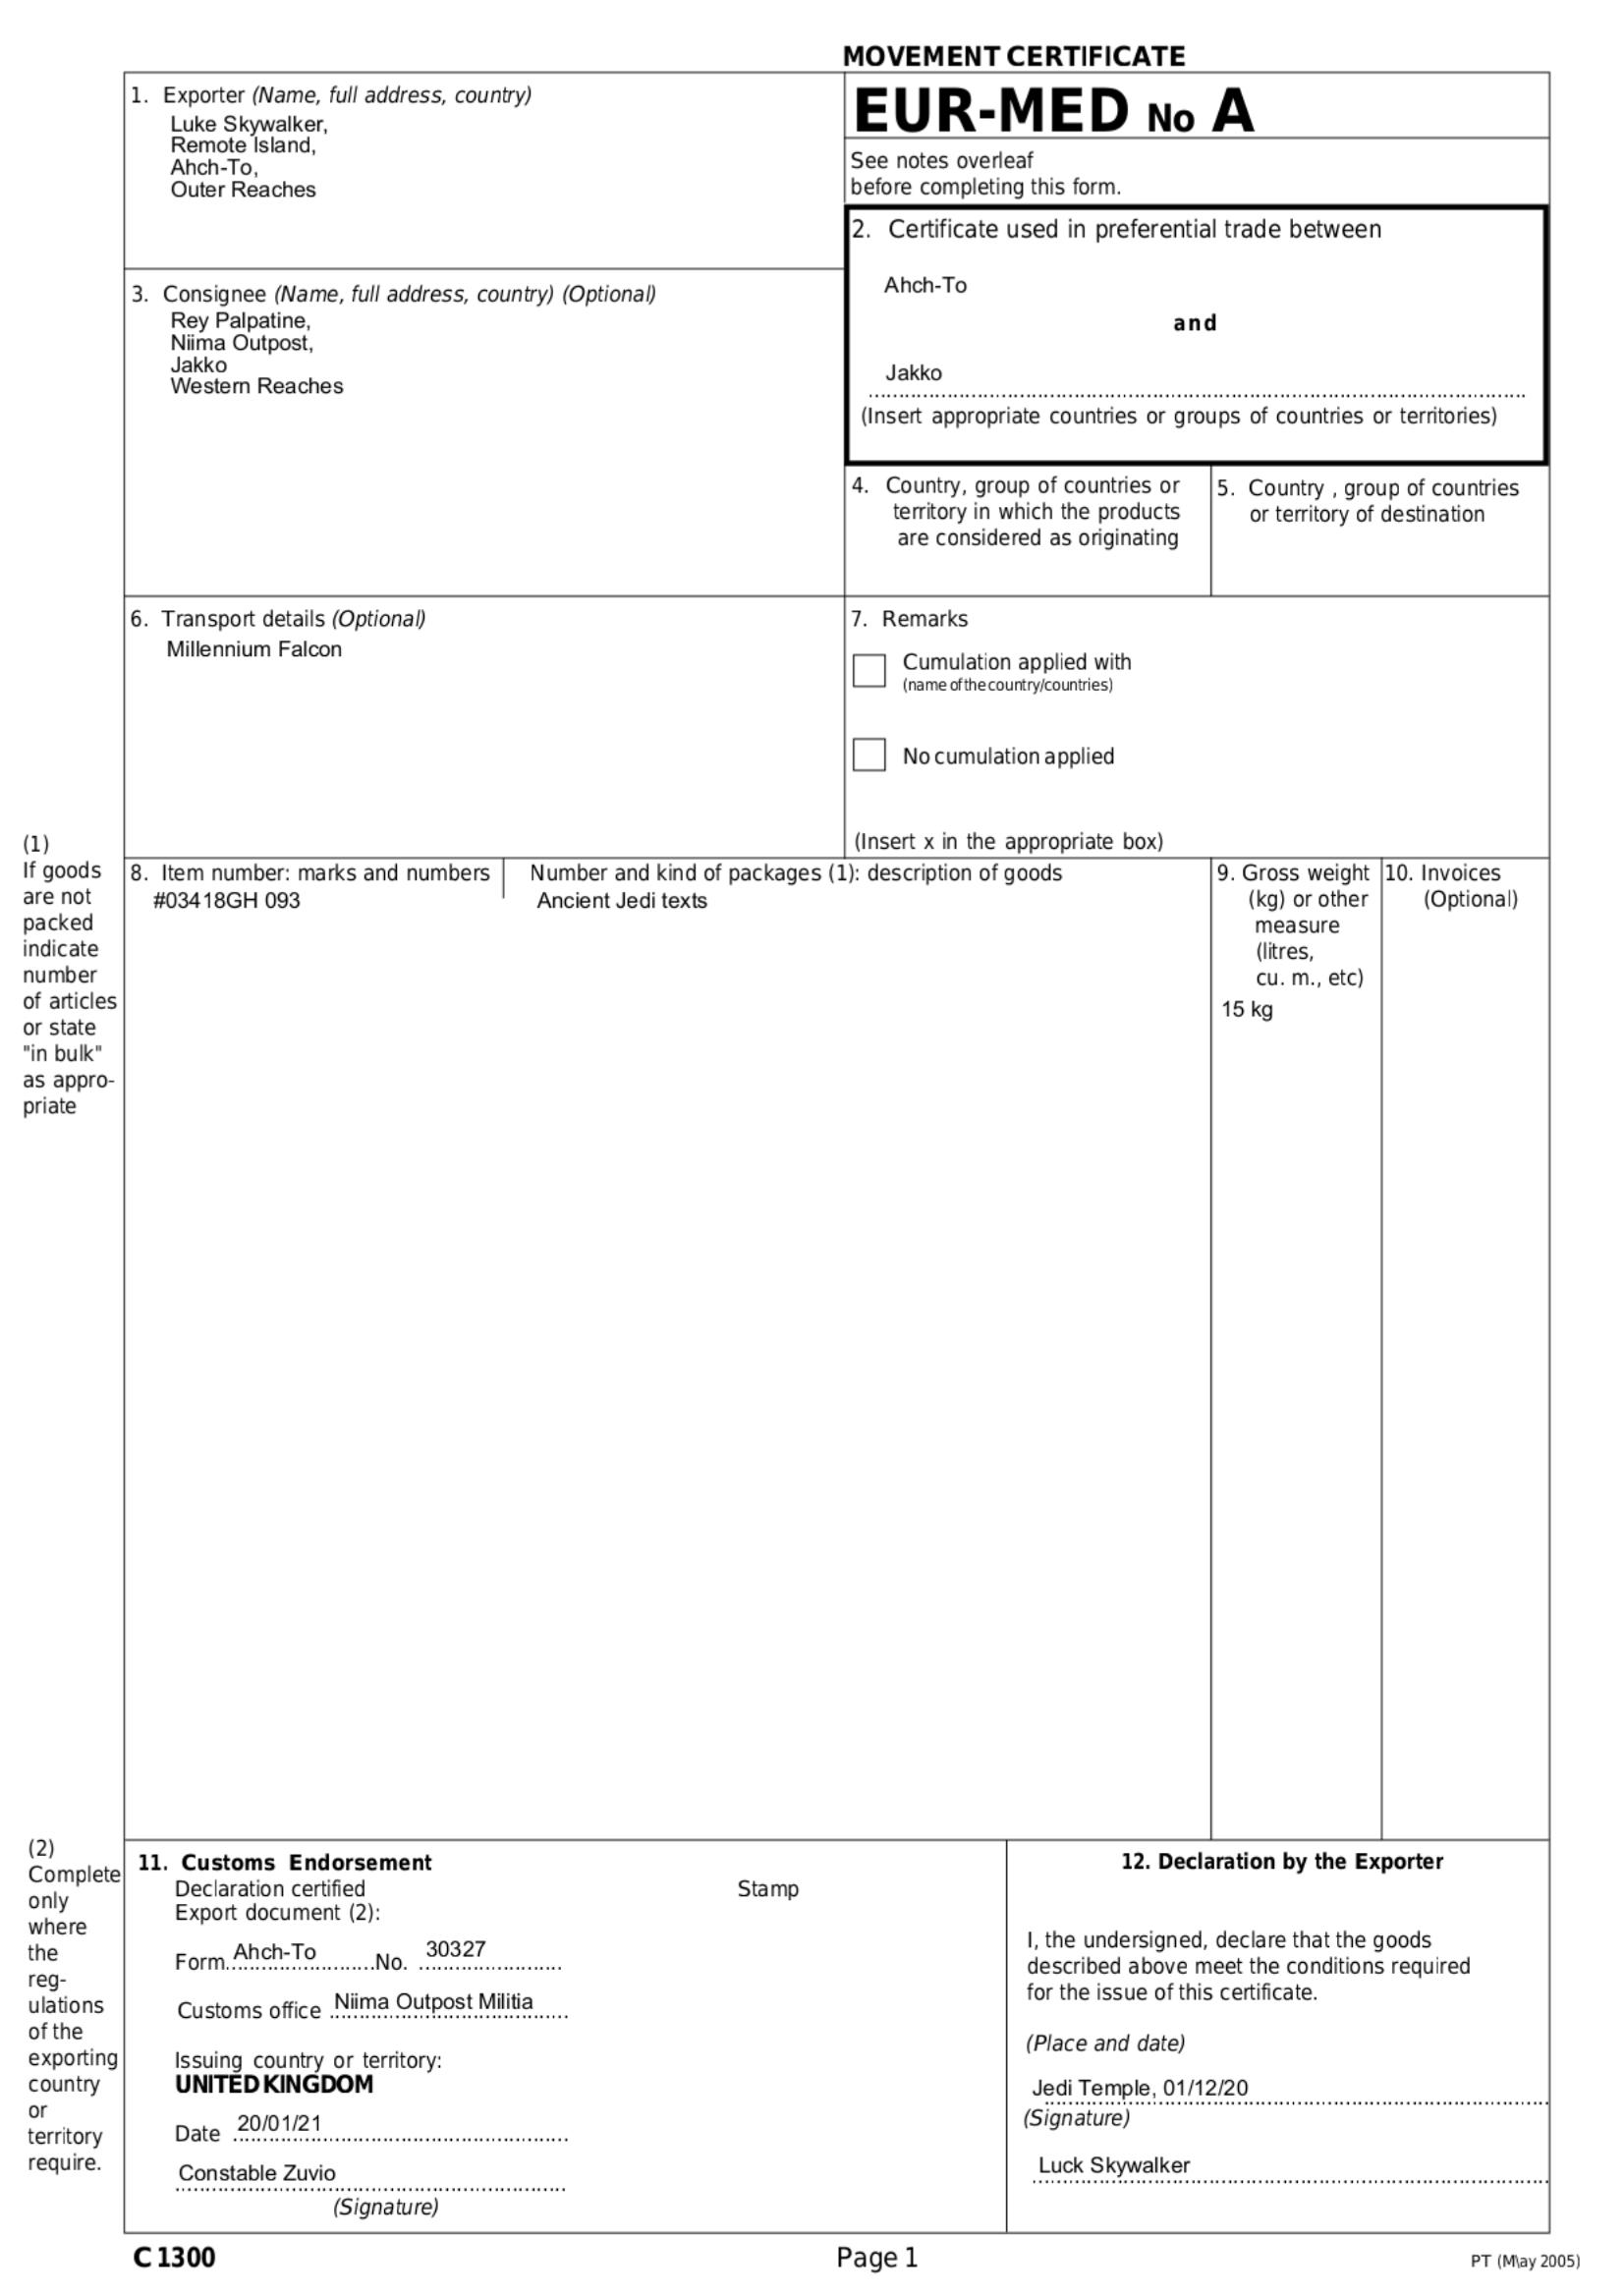 MOVEMENT CERTIFICATE
1. Exporter (Name, full address, country)
Luke Skywalker,
Remote Island,
Ahch-To,
Outer Reaches
EUR-MED No A
See notes overleaf
before completing this form.
2. Certificate used in preferential trade between
Ahch-To
and
Jakko
(Insert appropriate countries or groups of countries or territories)
3. Consignee (Name, full address, country) (Optional)
Rey Palpatine,
Niima Outpost,
Jakko
Western Reaches
4. Country, group of countries or
territory in which the products
are considered as originating
5. Country , group of countries
or territory of destination
6. Transport details (Optional)
Millennium Falcon
7. Remarks
Cumulation applied with
(name of the country/countries)
No cumulation applied
(Insert x in the appropriate box)
(1)
If goods
are not
packed
indicate
number
of articles
or state
"in bulk"
as appro-
priate
8. Item number: marks and numbers
#03418GH 093
Number and kind of packages (1): description of goods
Ancient Jedi texts
9. Gross weight
(kg) or other
measure
(litres,
cu. m., etc)
15 kg
10. Invoices
(Optional)
(2)
Complete
only
where
the
reg-
ulations
of the
exporting
country
or
territory
require.
11. Customs Endorsement
Declaration certified
Stamp
Export document (2):
Form Ahch-To No. 30327
Customs office Niima Outpost Militia
Issuing country or territory:
UNITED KINGDOM
Date 20/01/21
Constable Zuvio
(Signature)
12. Declaration by the Exporter
I, the undersigned, declare that the goods
described above meet the conditions required
for the issue of this certificate.
(Place and date)
Jedi Temple, 01/12/20
(Signature)
Luck Skywalker
C 1300
Page 1
PT (M\ay 2005)